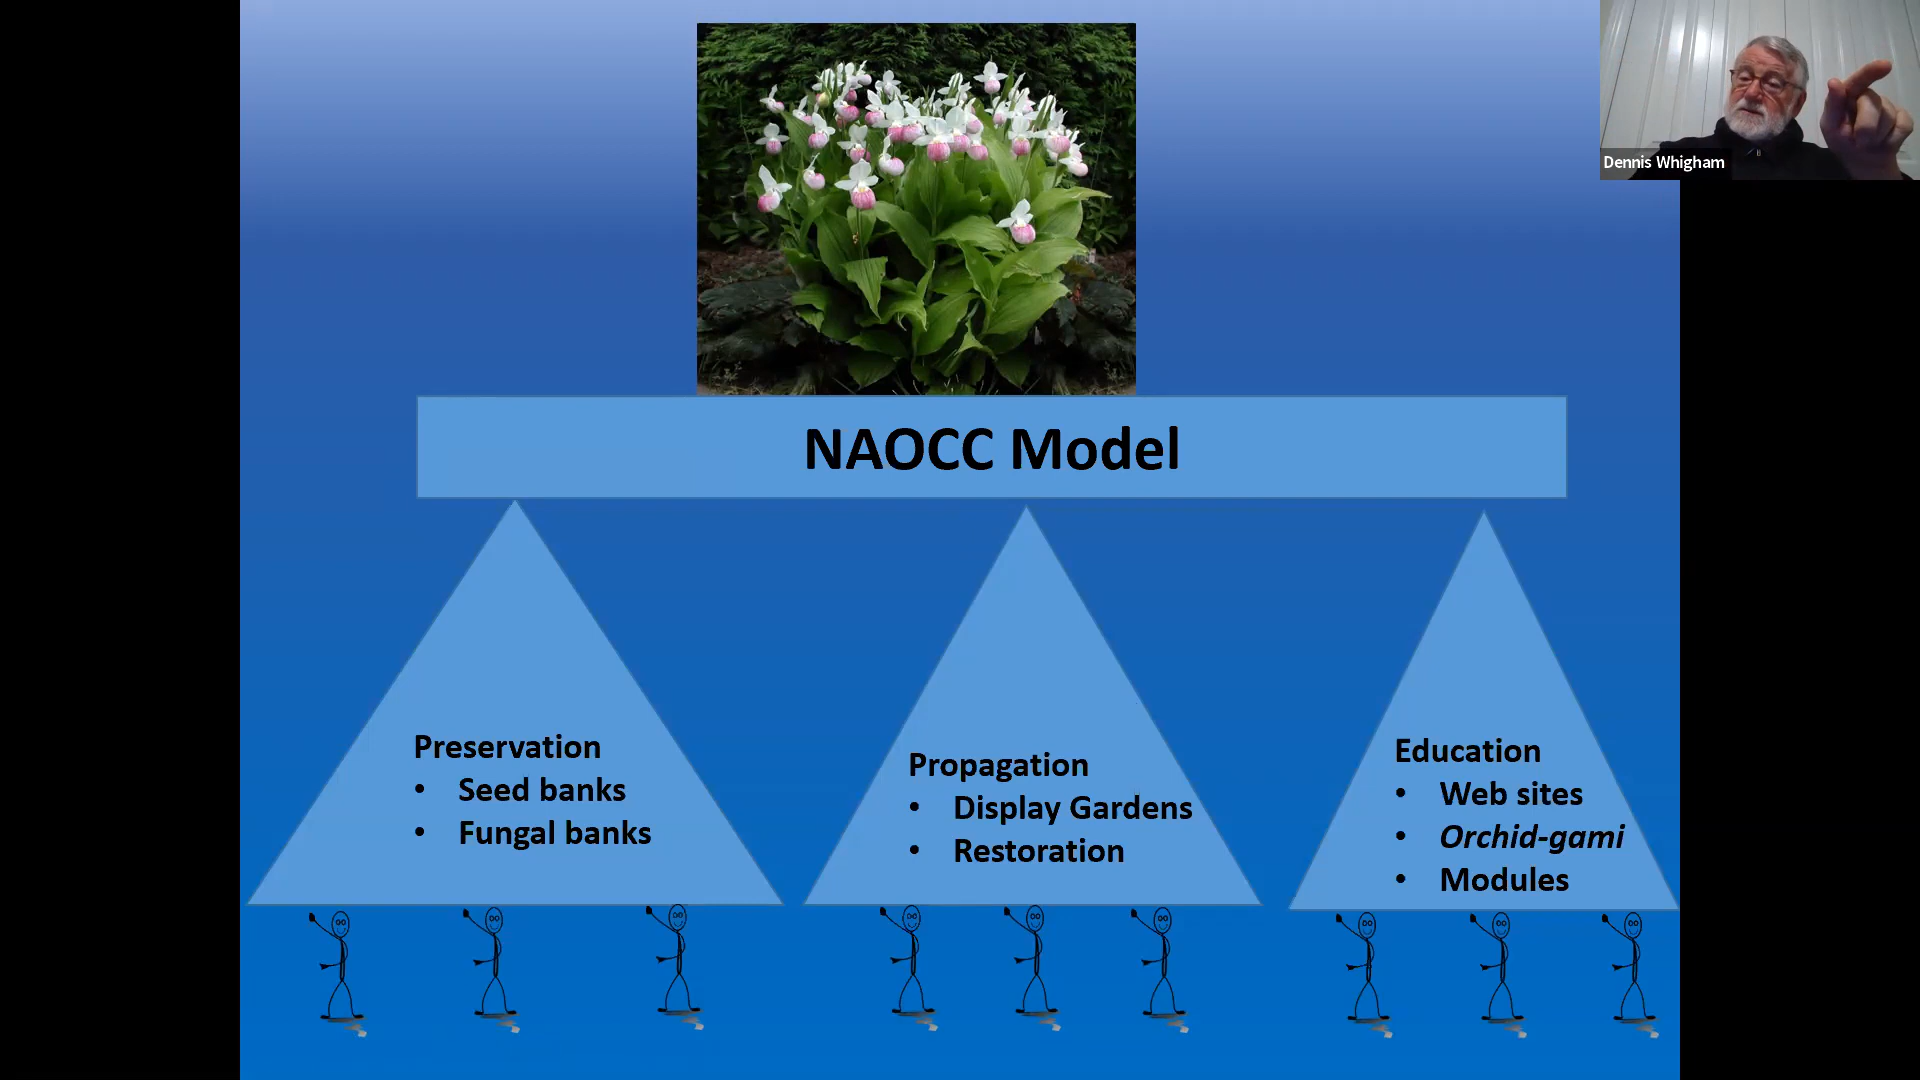 Dennis Whigham
NAOCC Model
Preservation
• Seed banks
• Fungal banks
Propagation
• Display Gardens
• Restoration
Education
• Web sites
• Orchid-gami
• Modules